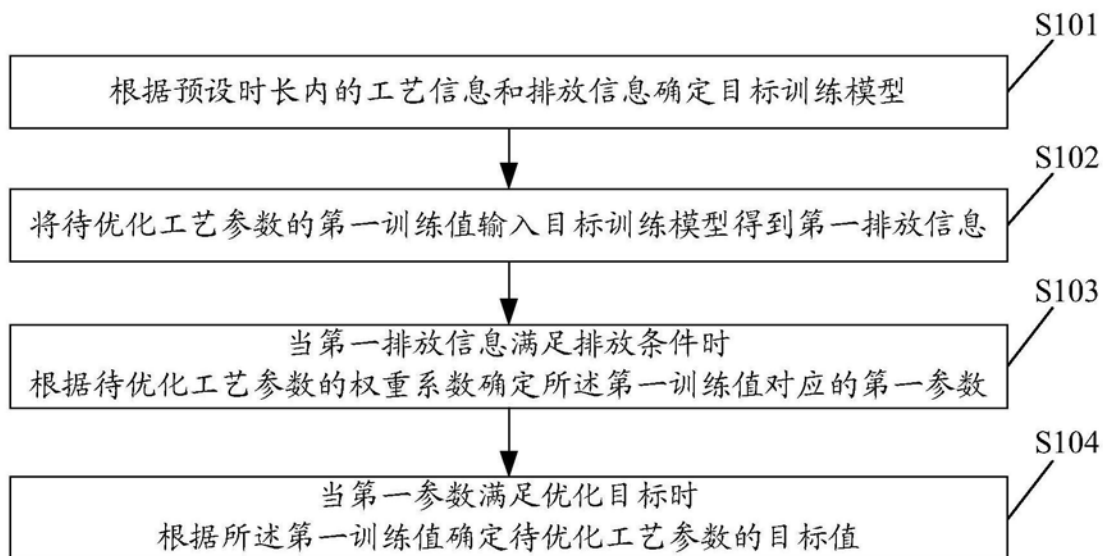 S101
根据预设时长内的工艺信息和排放信息确定目标训练模型
S102
将待优化工艺参数的第一训练值输入目标训练模型得到第一排放信息
S103
当第一排放信息满足排放条件时
根据待优化工艺参数的权重系数确定所述第一训练值对应的第一参数
S104
当第一参数满足优化目标时
根据所述第一训练值确定待优化工艺参数的目标值